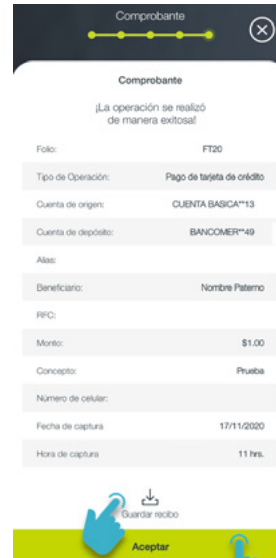 Comprobante
Comprobante
¡La operación se realizó
de manera exitosa!
Folio: FT20
Tipo de Operación: Pago de tarjeta de crédito
Cuenta de origen: CUENTA BASICA**13
Cuenta de depósito: BANCOMER**49
Alias:
Beneficiario: Nombre Paterno
RFC:
Monto: $1.00
Concepto: Prueba
Número de celular:
Fecha de captura 17/11/2020
Hora de captura 11 hrs.
Guardar recibo
Aceptar